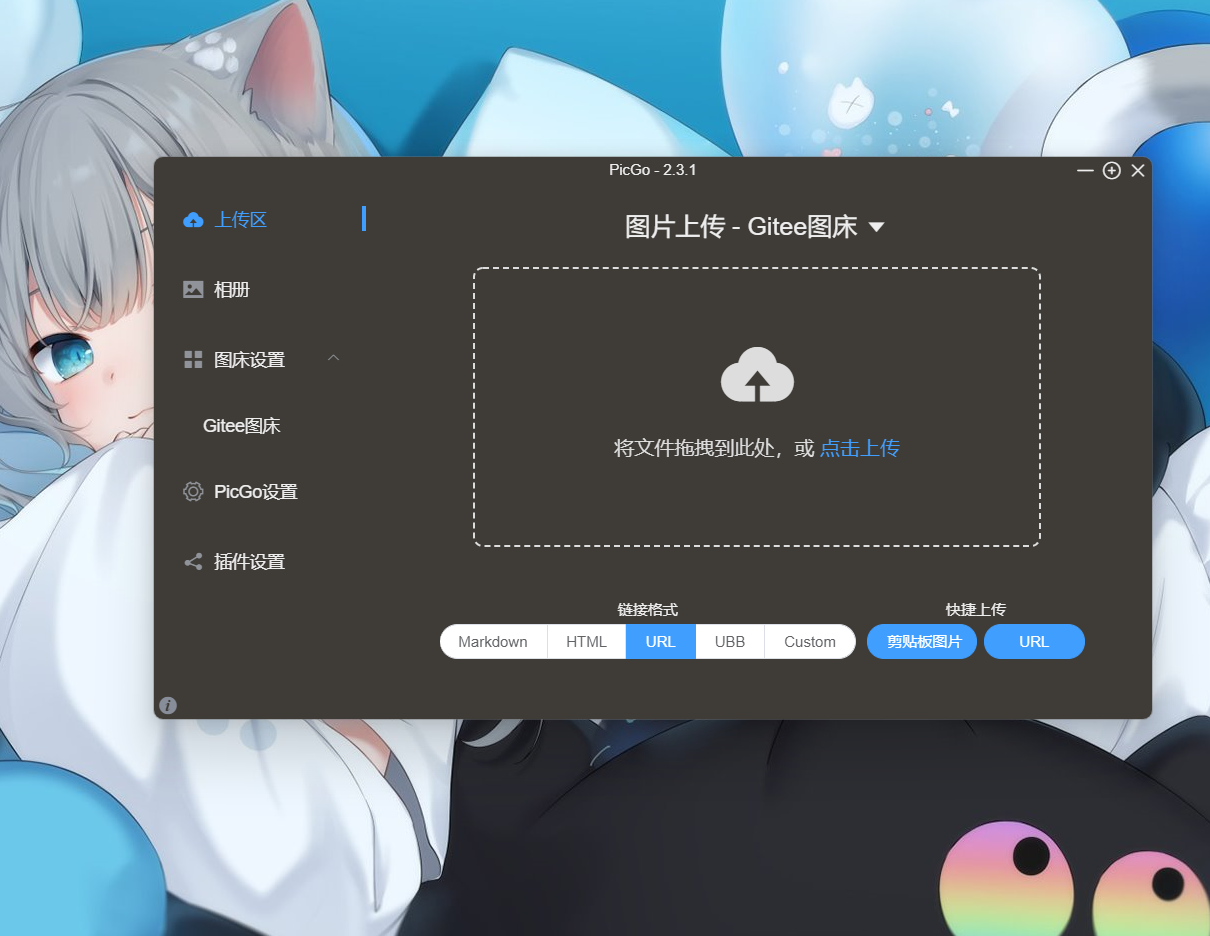 PicGo - 2.3.1
上传区
相册
图床设置
Gitee图床
PicGo设置
插件设置
图片上传 - Gitee图床
将文件拖拽到此处，或 点击上传
链接格式
Markdown HTML URL UBB Custom
快捷上传
剪贴板图片 URL
i